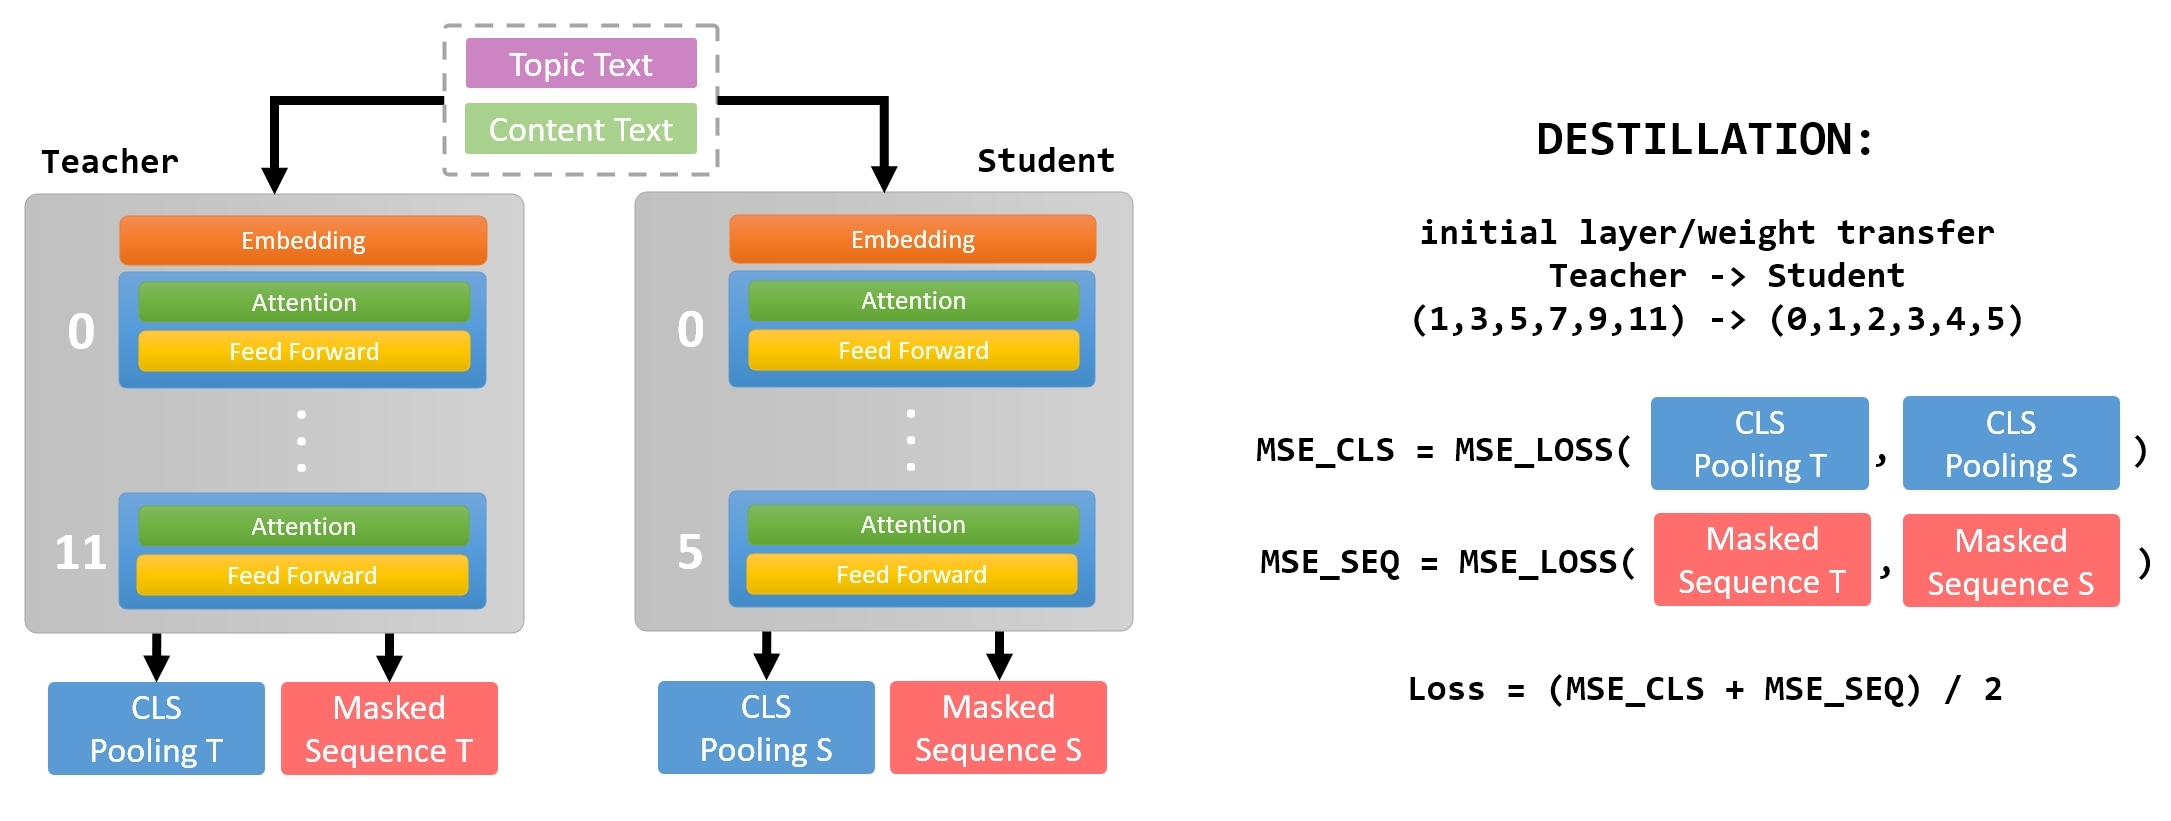 Topic Text
Content Text
Teacher
Embedding
0
Attention
Feed Forward
11
Attention
Feed Forward
CLS
Pooling T
Masked
Sequence T
Student
Embedding
0
Attention
Feed Forward
5
Attention
Feed Forward
CLS
Pooling S
Masked
Sequence S
DESTILLATION:
initial layer/weight transfer
Teacher -> Student
(1,3,5,7,9,11) -> (0,1,2,3,4,5)
MSE_CLS = MSE_LOSS( CLS Pooling T , CLS Pooling S )
MSE_SEQ = MSE_LOSS( Masked Sequence T , Masked Sequence S )
Loss = (MSE_CLS + MSE_SEQ) / 2